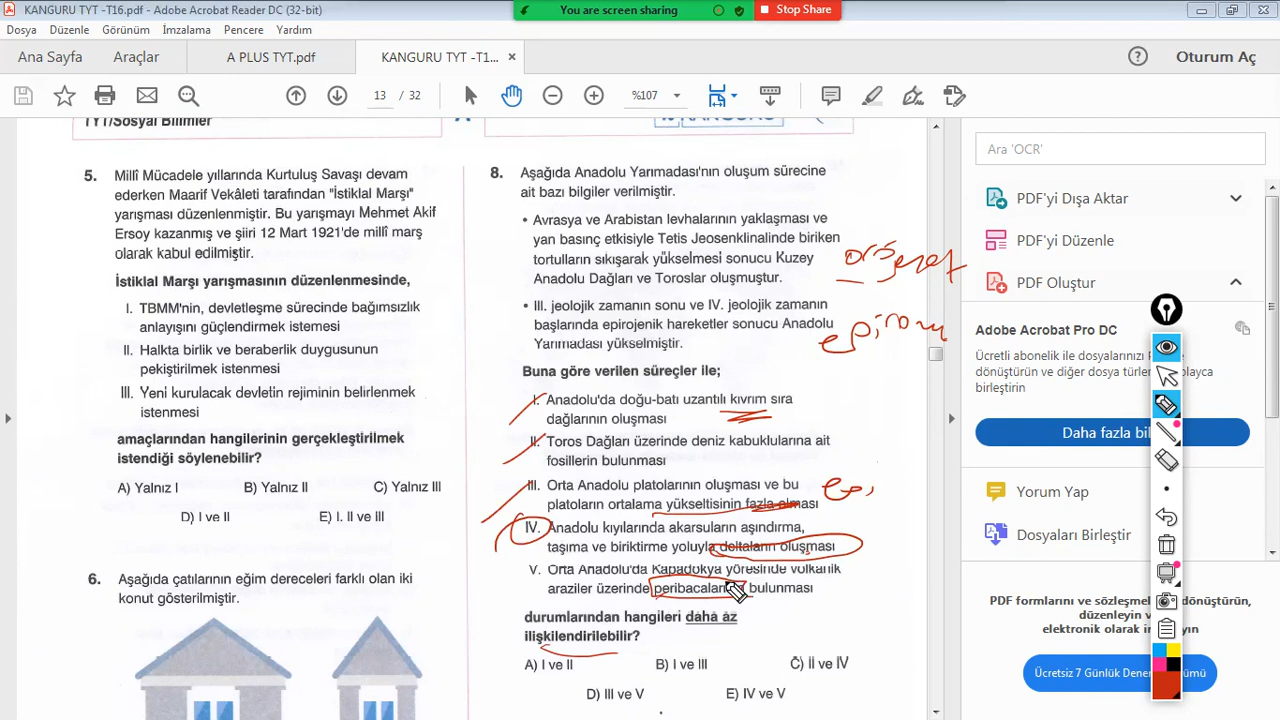 KANGURU TYT -T16.pdf - Adobe Acrobat Reader DC (32-bit)
You are screen sharing
Stop Share
Dosya Düzenle Görünüm İmzalama Pencere Yardım
Ana Sayfa Araçlar A PLUS TYT.pdf KANGURU TYT -T1... × Oturum Aç
13 / 32 %107
TYT/Sosyal Bilimler
A
KANGURU
5. Millî Mücadele yıllarında Kurtuluş Savaşı devam
ederken Maarif Vekâleti tarafından "İstiklal Marşı"
yarışması düzenlenmiştir. Bu yarışmayı Mehmet Akif
Ersoy kazanmış ve şiiri 12 Mart 1921'de millî marş
olarak kabul edilmiştir.
İstiklal Marşı yarışmasının düzenlenmesinde,
I. TBMM'nin, devletleşme sürecinde bağımsızlık
anlayışını güçlendirmek istemesi
II. Halkta birlik ve beraberlik duygusunun
pekiştirilmek istenmesi
III. Yeni kurulacak devletin rejiminin belirlenmek
istenmesi
amaçlarından hangilerinin gerçekleştirilmek
istendiği söylenebilir?
A) Yalnız I B) Yalnız II C) Yalnız III
D) I ve II E) I. II ve III
6. Aşağıda çatılarının eğim dereceleri farklı olan iki
konut gösterilmiştir.
8. Aşağıda Anadolu Yarımadası'nın oluşum sürecine
ait bazı bilgiler verilmiştir.
• Avrasya ve Arabistan levhalarının yaklaşması ve
yan basınç etkisiyle Tetis Jeosenklinalinde biriken
tortulların sıkışarak yükselmesi sonucu Kuzey
Anadolu Dağları ve Toroslar oluşmuştur.
• III. jeolojik zamanın sonu ve IV. jeolojik zamanın
başlarında epirojenik hareketler sonucu Anadolu
Yarımadası yükselmiştir.
Buna göre verilen süreçler ile;
I. Anadolu'da doğu-batı uzantılı kıvrım sıra
dağlarının oluşması
II. Toros Dağları üzerinde deniz kabuklularına ait
fosillerin bulunması
III. Orta Anadolu platolarının oluşması ve bu
platoların ortalama yükseltisinin fazla olması
IV. Anadolu kıyılarında akarsuların aşındırma,
taşıma ve biriktirme yoluyla deltaların oluşması
V. Orta Anadolu'da Kapadokya yöresinde volkanik
araziler üzerinde peribacalarının bulunması
durumlarından hangileri daha az
ilişkilendirilebilir?
A) I ve II B) I ve III C) II ve IV
D) III ve V E) IV ve V
Ara 'OCR'
PDF'yi Dışa Aktar
PDF'yi Düzenle
PDF Oluştur
Adobe Acrobat Pro DC
Ücretli abonelik ile dosyalarınızı
dönüştürün ve diğer dosya türleri
birleştirin
Daha fazla
Yorum Yap
Dosyaları Birleştir
PDF formlarını ve sözleşme
Ücretsiz 7 Günlük